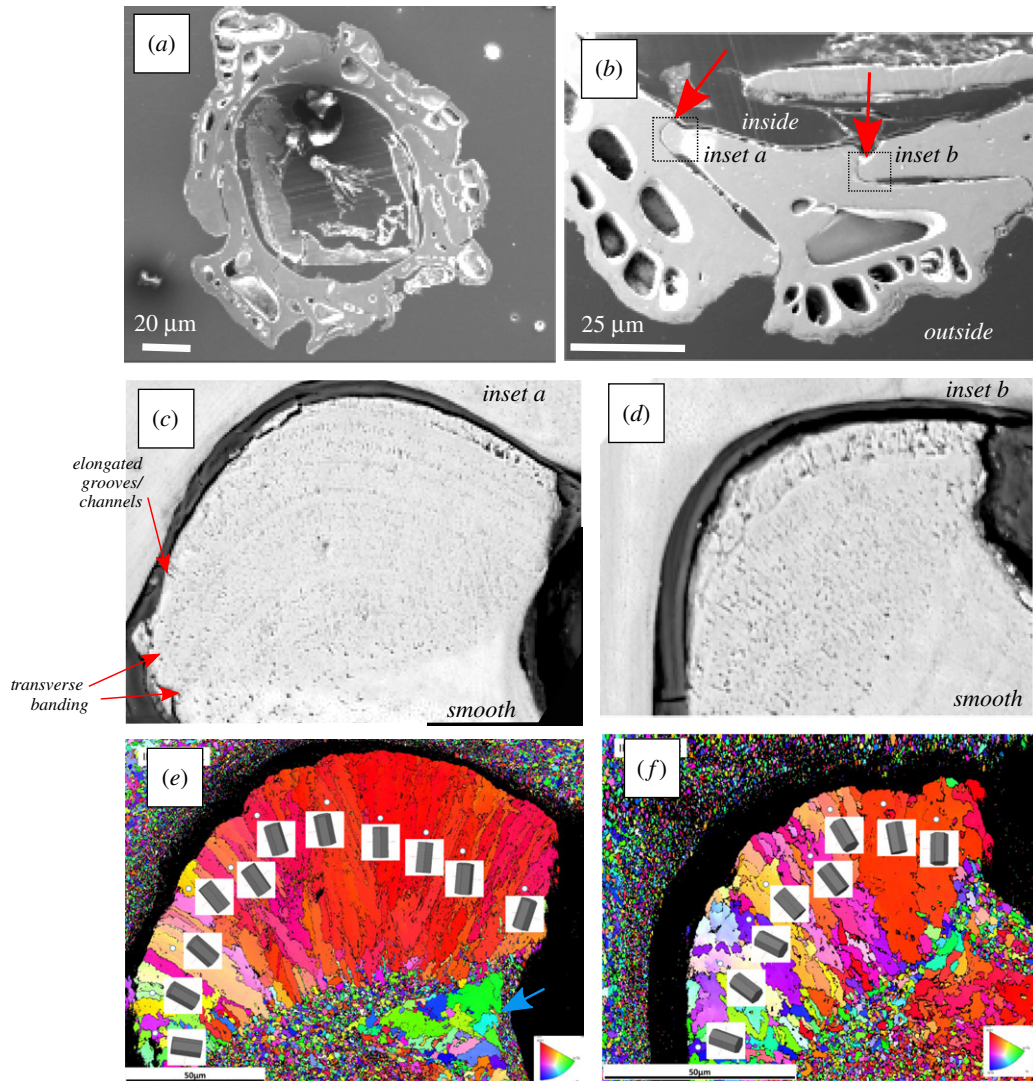 (a)
20 µm
(b)
inside
inset a
inset b
25 µm
outside
(c)
inset a
elongated
grooves/
channels
transverse
banding
smooth
(d)
inset b
smooth
(e)
50µm
(f)
50µm